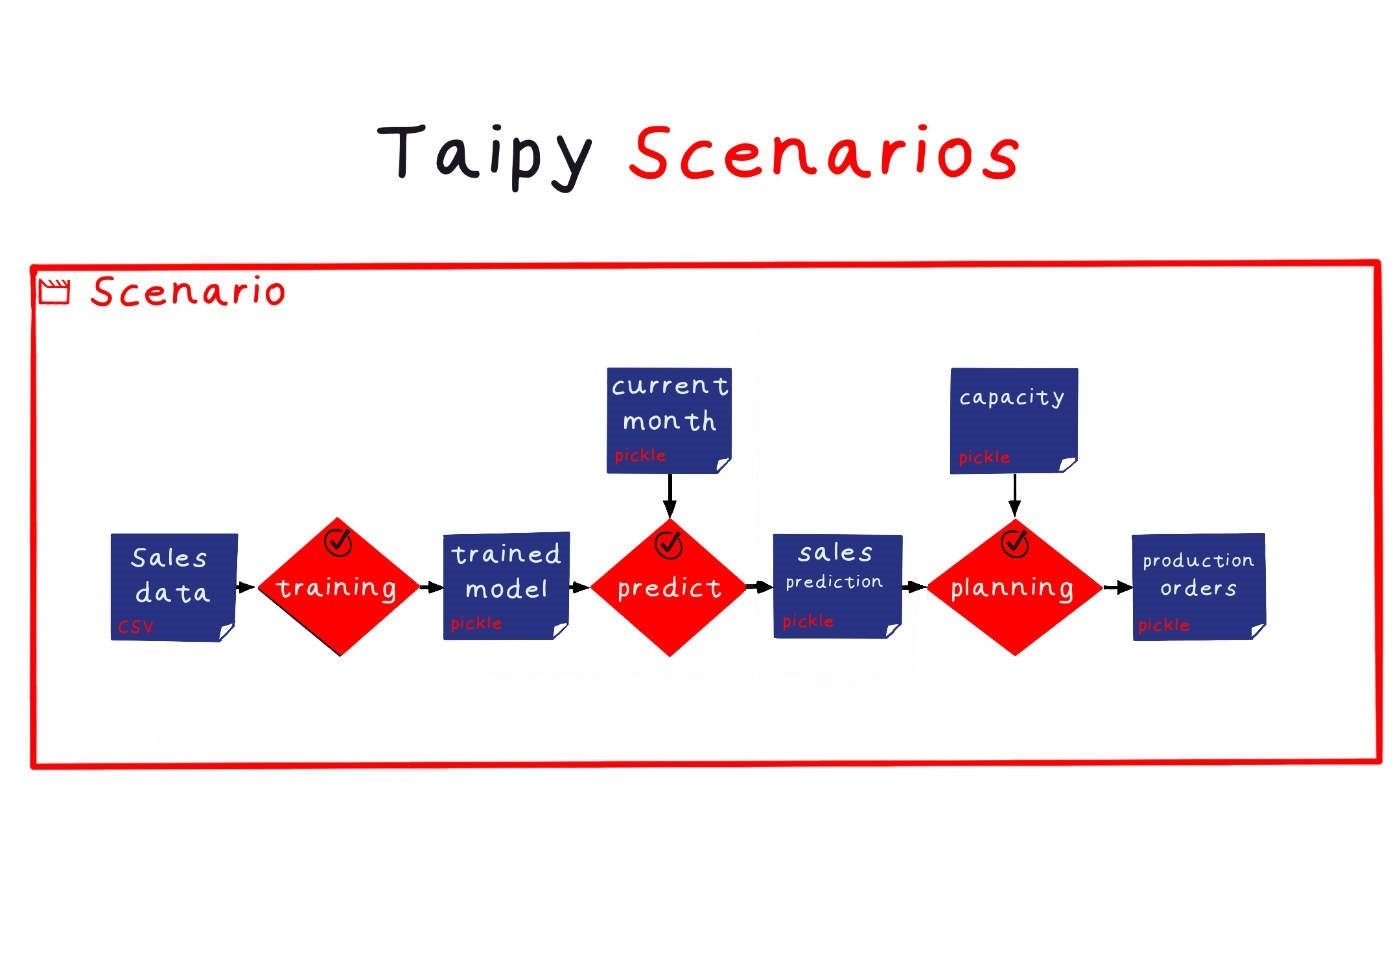 Taipy Scenarios
Scenario
current
month
pickle
capacity
pickle
Sales
data
CSV
training
trained
model
pickle
predict
sales
prediction
pickle
planning
production
orders
pickle